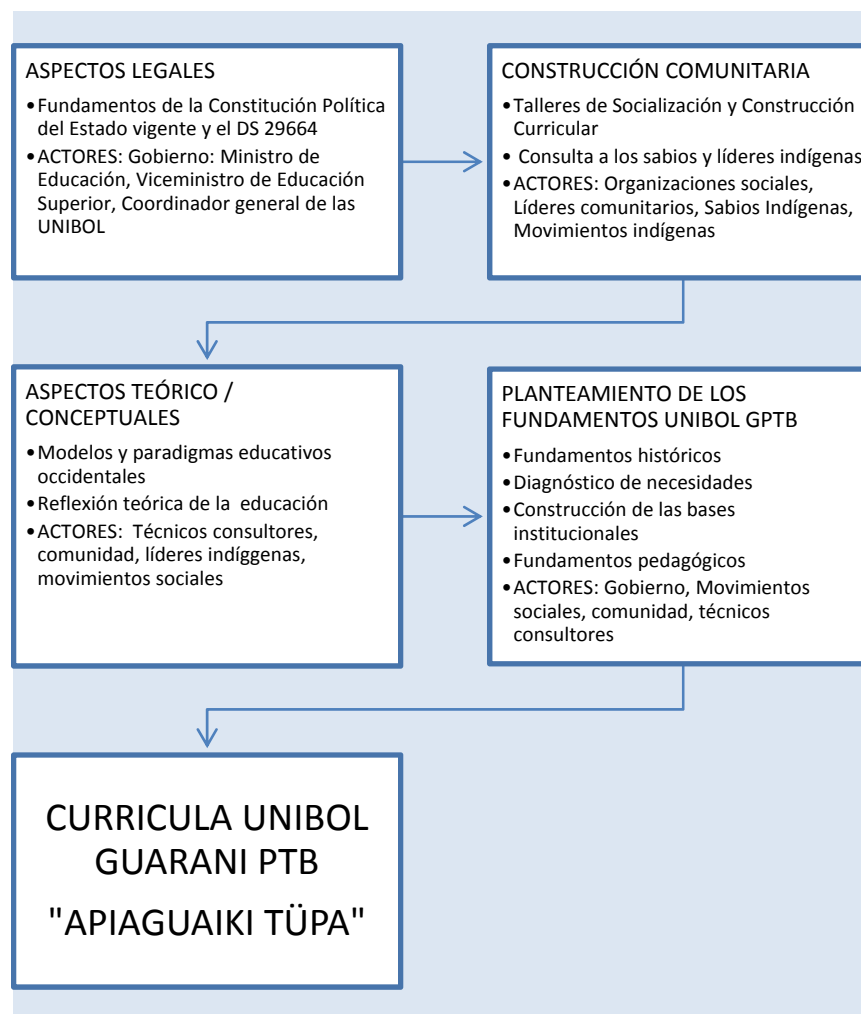 ASPECTOS LEGALES
•Fundamentos de la Constitución Política
del Estado vigente y el DS 29664
•ACTORES: Gobierno: Ministro de
Educación, Viceministro de Educación
Superior, Coordinador general de las
UNIBOL
CONSTRUCCIÓN COMUNITARIA
•Talleres de Socialización y Construcción
Curricular
• Consulta a los sabios y líderes indígenas
•ACTORES: Organizaciones sociales,
Líderes comunitarios, Sabios Indígenas,
Movimientos indígenas
ASPECTOS TEÓRICO /
CONCEPTUALES
•Modelos y paradigmas educativos
occidentales
•Reflexión teórica de la educación
•ACTORES: Técnicos consultores,
comunidad, líderes indíggenas,
movimientos sociales
PLANTEAMIENTO DE LOS
FUNDAMENTOS UNIBOL GPTB
•Fundamentos históricos
•Diagnóstico de necesidades
•Construcción de las bases
institucionales
•Fundamentos pedagógicos
•ACTORES: Gobierno, Movimientos
sociales, comunidad, técnicos
consultores
CURRICULA UNIBOL
GUARANI PTB
"APIAGUAIKI TÜPA"